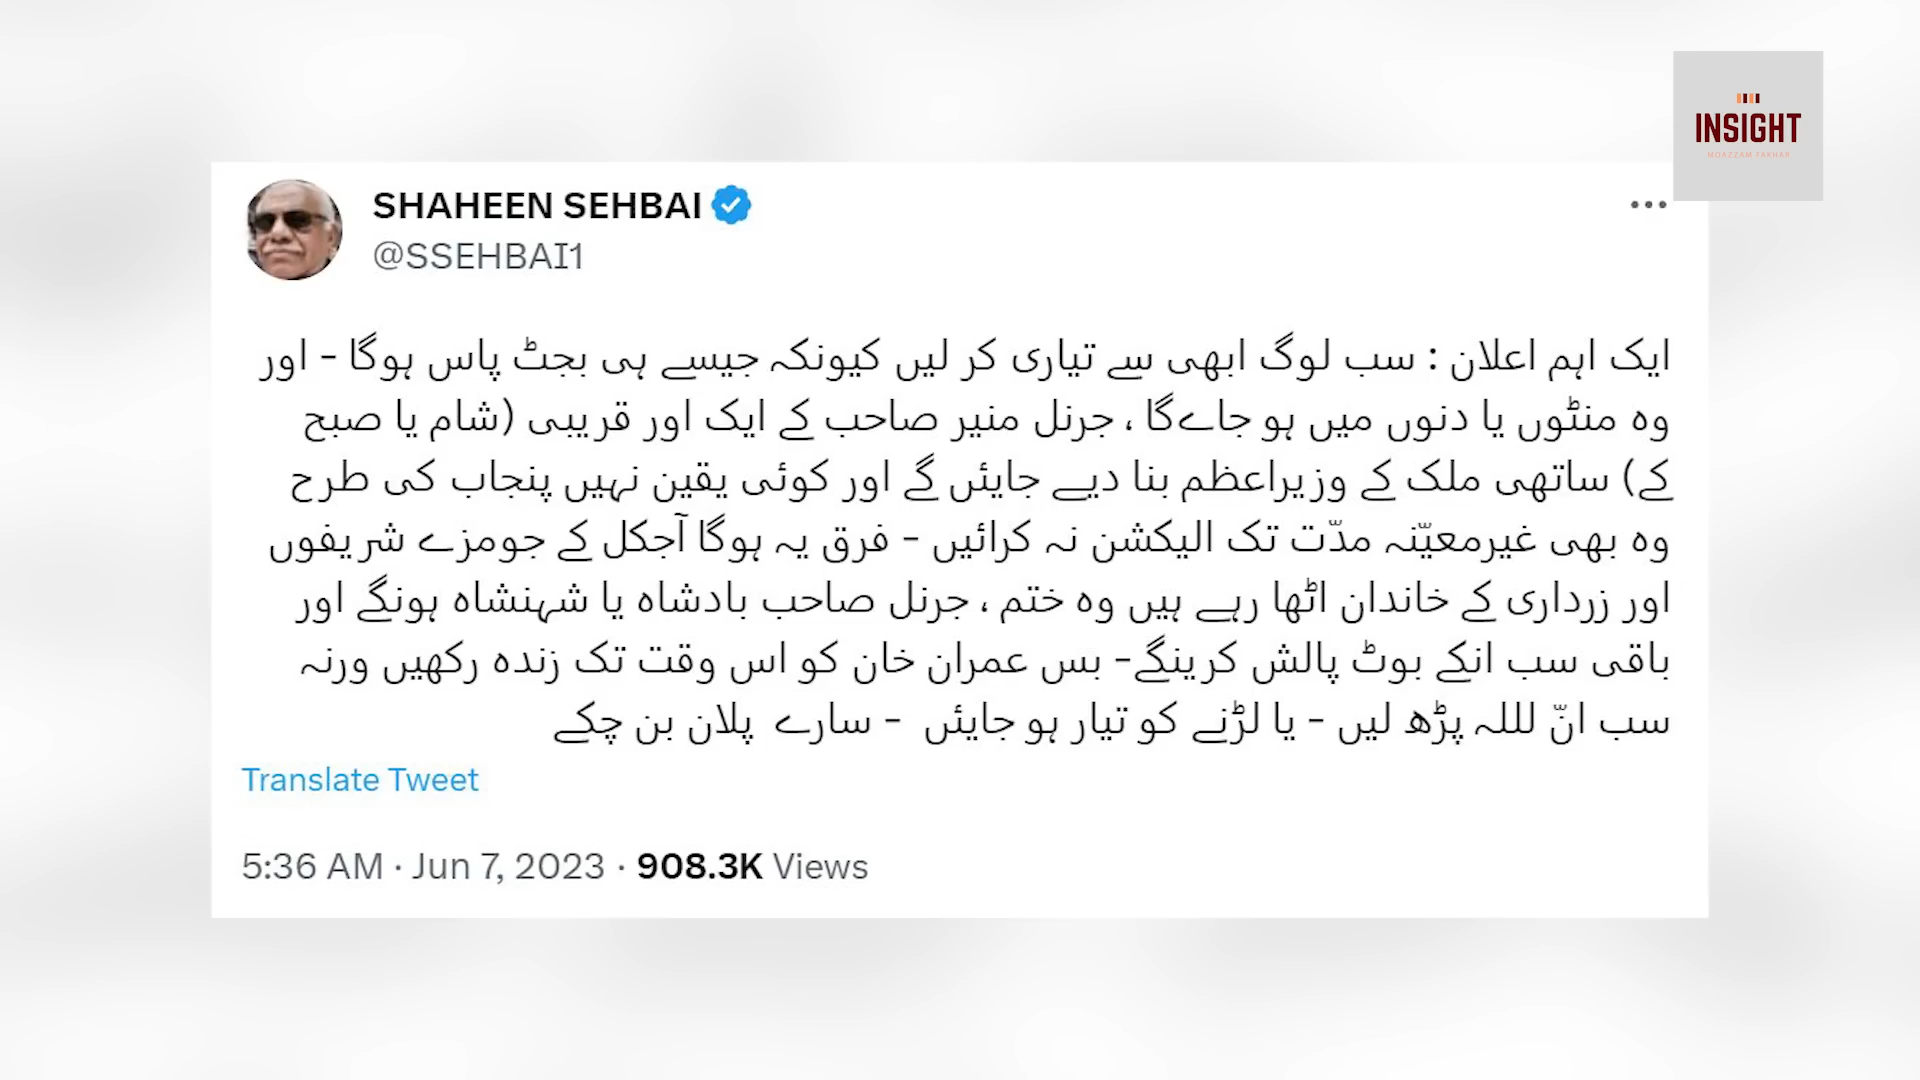 INSIGHT
MOAZZAM FAKHAR
SHAHEEN SEHBAI
@SSEHBAI1
ایک اہم اعلان : سب لوگ ابھی سے تیاری کر لیں کیونکہ جیسے ہی بجٹ پاس ہوگا - اور
وہ منٹوں یا دنوں میں ہو جاےگا ، جرنل منیر صاحب کے ایک اور قریبی (شام یا صبح
کے) ساتھی ملک کے وزیراعظم بنا دیے جایئں گے اور کوئی یقین نہیں پنجاب کی طرح
وہ بھی غیرمعیّنہ مدّت تک الیکشن نہ کرائیں - فرق یہ ہوگا آجکل کے جومزے شریفوں
اور زرداری کے خاندان اٹھا رہے ہیں وہ ختم ، جرنل صاحب بادشاہ یا شہنشاہ ہونگے اور
باقی سب انکے بوٹ پالش کرینگے- بس عمران خان کو اس وقت تک زندہ رکھیں ورنہ
سب انّ لللہ پڑھ لیں - یا لڑنے کو تیار ہو جایئں - سارے پلان بن چکے
Translate Tweet
5:36 AM · Jun 7, 2023 · 908.3K Views